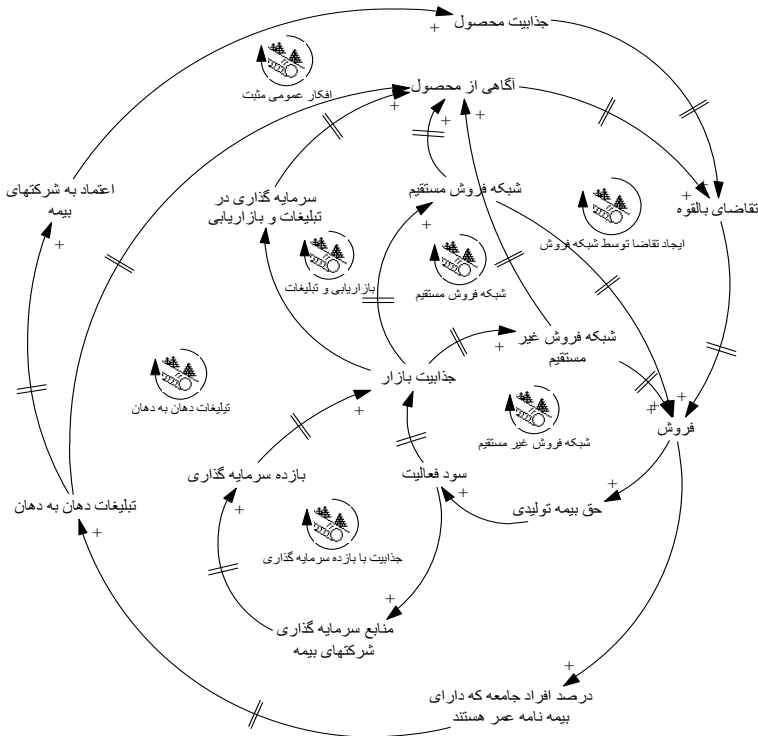 جذابیت محصول
+
افکار عمومی مثبت
آگاهی از محصول
+
+
+
اعتماد به شرکتهای
بیمه
+
سرمایه گذاری در
تبلیغات و بازاریابی
+
شبکه فروش مستقیم
+
ایجاد تقاضا توسط شبکه فروش
تقاضای بالقوه
+
+
بازاریابی و تبلیغات
شبکه فروش مستقیم
شبکه فروش غیر
مستقیم
+
جذابیت بازار
+
+
تبلیغات دهان به دهان
شبکه فروش غیر مستقیم
فروش
+
+
+
بازده سرمایه گذاری
+
سود فعالیت
+
حق بیمه تولیدی
+
تبلیغات دهان به دهان
+
جذابیت با بازده سرمایه گذاری
منابع سرمایه گذاری
شرکتهای بیمه
+
درصد افراد جامعه که دارای
بیمه نامه عمر هستند
+